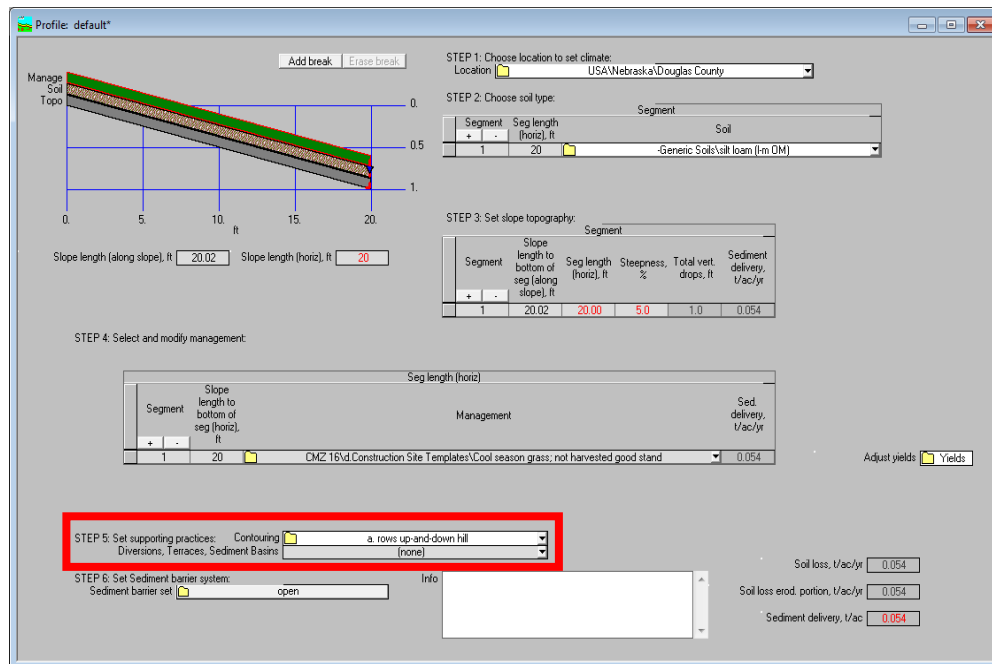 Profile: default*
Add break Erase break
Manage
Soil
Topo
0.
0.5
1.
0. 5. 10. 15. 20.
ft
Slope length (along slope), ft 20.02 Slope length (horiz), ft 20
STEP 1: Choose location to set climate:
Location USA\Nebraska\Douglas County
STEP 2: Choose soil type:
Segment
Segment Seg length (horiz), ft Soil
+ -
1 20 -Generic Soils\silt loam (l-m OM)
STEP 3: Set slope topography:
Segment
Segment Slope length to bottom of seg (along slope), ft Seg length (horiz), ft Steepness, % Total vert. drops, ft Sediment delivery, t/ac/yr
+ -
1 20.02 20.00 5.0 1.0 0.054
STEP 4: Select and modify management:
Seg length (horiz)
Segment Slope length to bottom of seg (horiz), ft Management Sed. delivery, t/ac/yr
+ -
1 20 CMZ 16\d.Construction Site Templates\Cool season grass; not harvested good stand 0.054
Adjust yields Yields
STEP 5: Set supporting practices: Contouring a. rows up-and-down hill
Diversions, Terraces, Sediment Basins (none)
STEP 6: Set Sediment barrier system:
Sediment barrier set open
Info
Soil loss, t/ac/yr 0.054
Soil loss erod. portion, t/ac/yr 0.054
Sediment delivery, t/ac 0.054